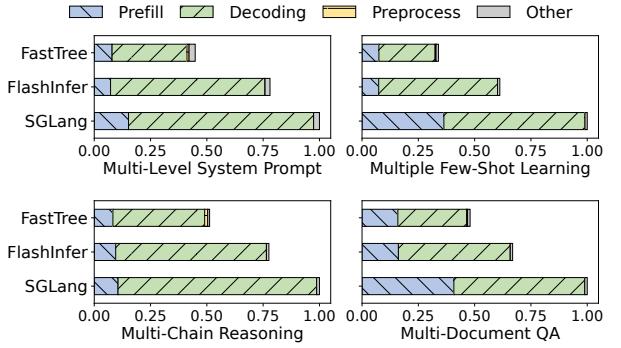 Prefill Decoding Preprocess Other
FastTree
FlashInfer
SGLang
0.00 0.25 0.50 0.75 1.00
Multi-Level System Prompt
0.00 0.25 0.50 0.75 1.00
Multiple Few-Shot Learning
FastTree
FlashInfer
SGLang
0.00 0.25 0.50 0.75 1.00
Multi-Chain Reasoning
0.00 0.25 0.50 0.75 1.00
Multi-Document QA